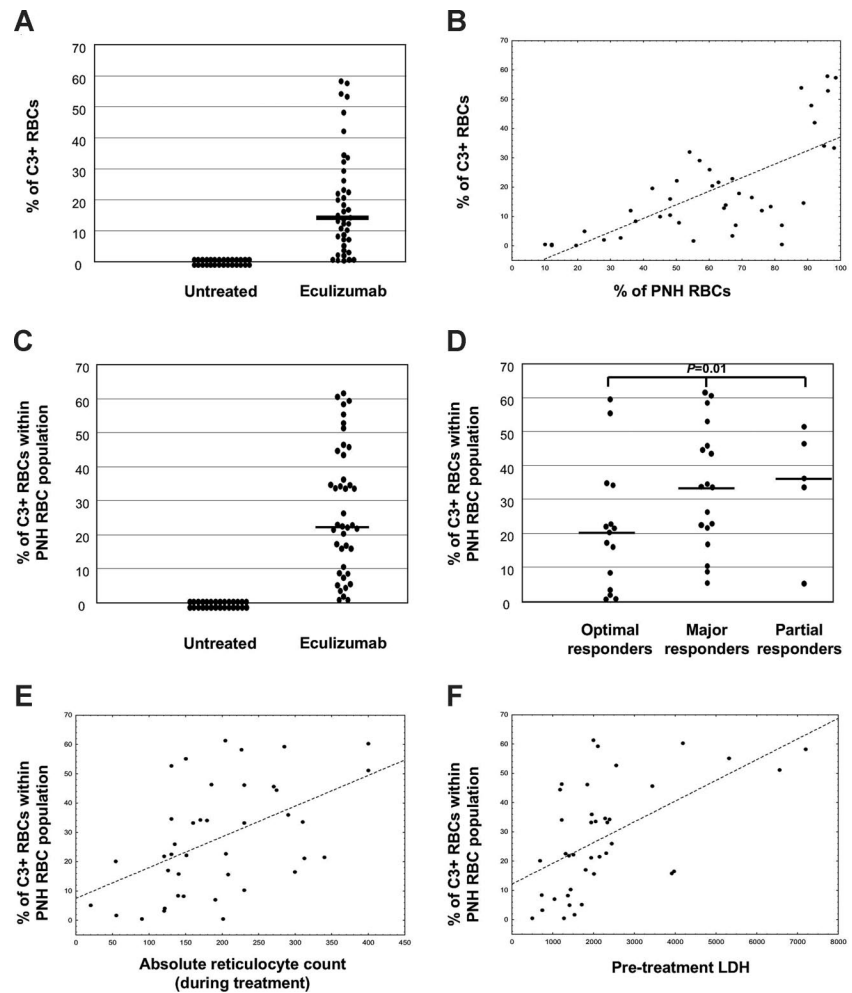 A
% of C3+ RBCs
70
60
50
40
30
20
10
0
Untreated
Eculizumab
B
% of C3+ RBCs
70
60
50
40
30
20
10
0
0 10 20 30 40 50 60 70 80 90 100
% of PNH RBCs
C
% of C3+ RBCs within
PNH RBC population
70
60
50
40
30
20
10
0
Untreated
Eculizumab
D
% of C3+ RBCs within
PNH RBC population
70
60
50
40
30
20
10
0
P=0.01
Optimal
responders
Major
responders
Partial
responders
E
% of C3+ RBCs within
PNH RBC population
70
60
50
40
30
20
10
0
0 50 100 150 200 250 300 350 400 450
Absolute reticulocyte count
(during treatment)
F
% of C3+ RBCs within
PNH RBC population
70
60
50
40
30
20
10
0
0 1000 2000 3000 4000 5000 6000 7000 8000
Pre-treatment LDH